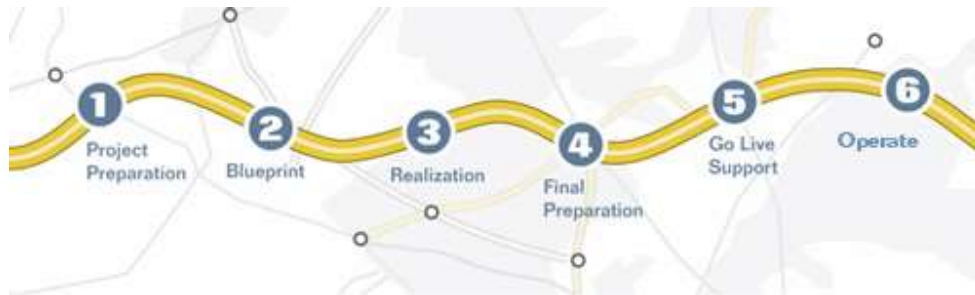 1
Project
Preparation
2
Blueprint
3
Realization
4
Final
Preparation
5
Go Live
Support
6
Operate